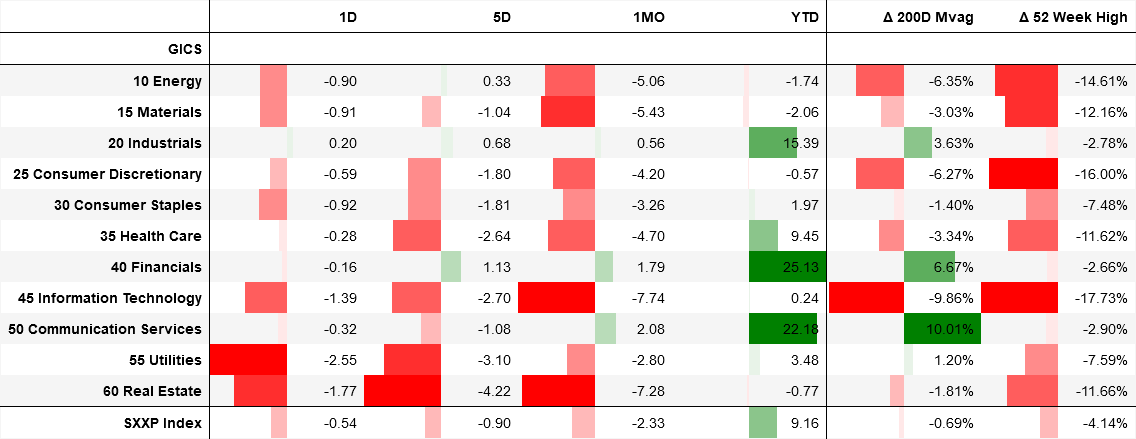 1D 5D 1MO YTD Δ 200D Mvag Δ 52 Week High
GICS
10 Energy -0.90 0.33 -5.06 -1.74 -6.35% -14.61%
15 Materials -0.91 -1.04 -5.43 -2.06 -3.03% -12.16%
20 Industrials 0.20 0.68 0.56 15.39 3.63% -2.78%
25 Consumer Discretionary -0.59 -1.80 -4.20 -0.57 -6.27% -16.00%
30 Consumer Staples -0.92 -1.81 -3.26 1.97 -1.40% -7.48%
35 Health Care -0.28 -2.64 -4.70 9.45 -3.34% -11.62%
40 Financials -0.16 1.13 1.79 25.13 6.67% -2.66%
45 Information Technology -1.39 -2.70 -7.74 0.24 -9.86% -17.73%
50 Communication Services -0.32 -1.08 2.08 22.18 10.01% -2.90%
55 Utilities -2.55 -3.10 -2.80 3.48 1.20% -7.59%
60 Real Estate -1.77 -4.22 -7.28 -0.77 -1.81% -11.66%
SXXP Index -0.54 -0.90 -2.33 9.16 -0.69% -4.14%